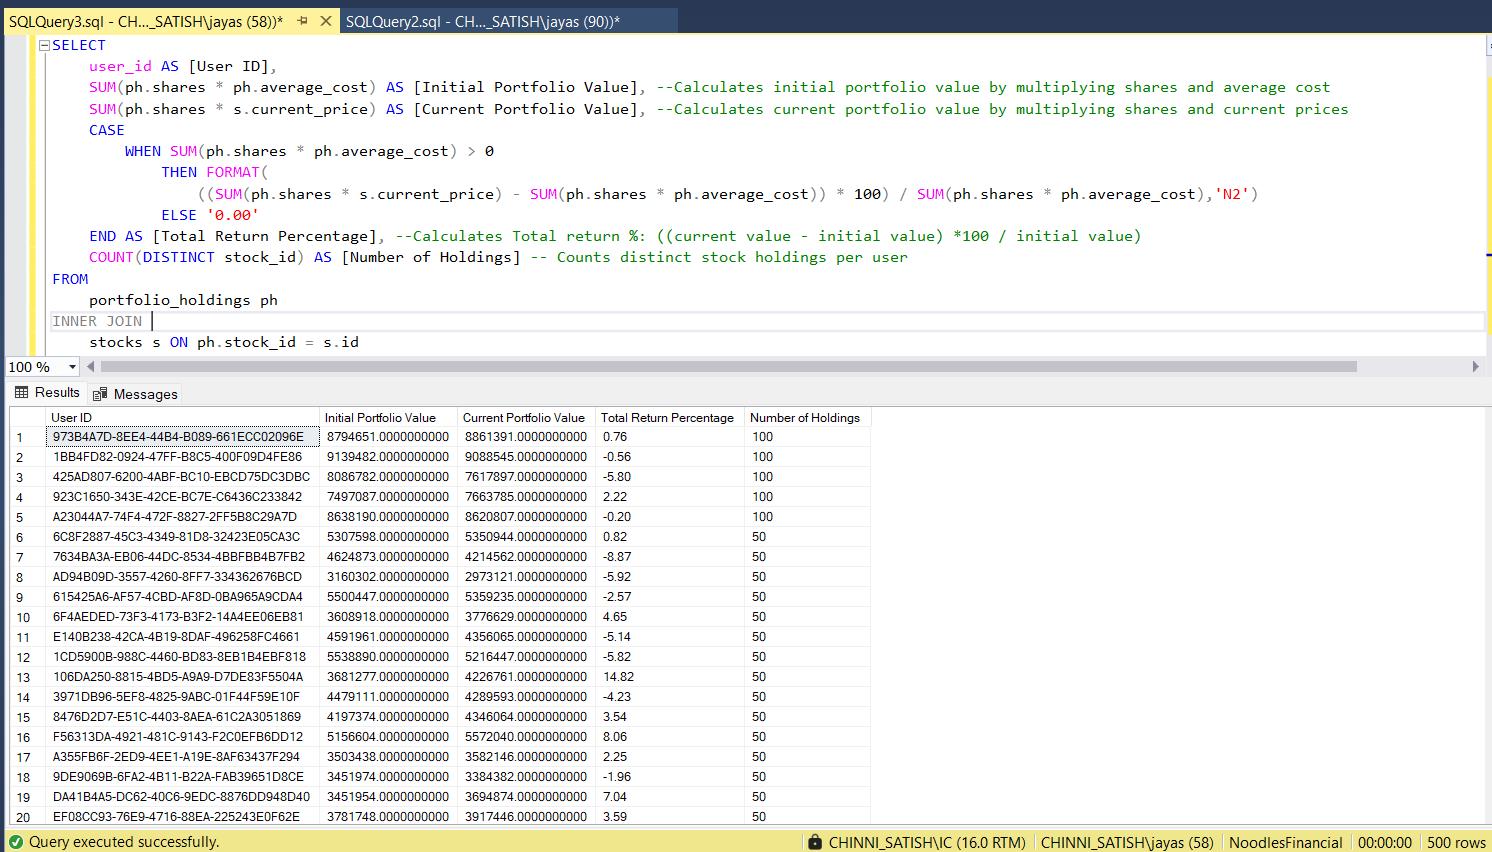 SQLQuery3.sql - CH..._SATISH\jayas (58))*
SQLQuery2.sql - CH..._SATISH\jayas (90))*
SELECT
user_id AS [User ID],
SUM(ph.shares * ph.average_cost) AS [Initial Portfolio Value], --Calculates initial portfolio value by multiplying shares and average cost
SUM(ph.shares * s.current_price) AS [Current Portfolio Value], --Calculates current portfolio value by multiplying shares and current prices
CASE
WHEN SUM(ph.shares * ph.average_cost) > 0
THEN FORMAT(
((SUM(ph.shares * s.current_price) - SUM(ph.shares * ph.average_cost)) * 100) / SUM(ph.shares * ph.average_cost),'N2')
ELSE '0.00'
END AS [Total Return Percentage], --Calculates Total return %: ((current value - initial value) *100 / initial value)
COUNT(DISTINCT stock_id) AS [Number of Holdings] -- Counts distinct stock holdings per user
FROM
portfolio_holdings ph
INNER JOIN
stocks s ON ph.stock_id = s.id
100 %
Results Messages
User ID Initial Portfolio Value Current Portfolio Value Total Return Percentage Number of Holdings
1 973B4A7D-8EE4-44B4-B089-661ECC02096E 8794651.0000000000 8861391.0000000000 0.76 100
2 1BB4FD82-0924-47FF-B8C5-400F09D4FE86 9139482.0000000000 9088545.0000000000 -0.56 100
3 425AD807-6200-4ABF-BC10-EBCD75DC3DBC 8086782.0000000000 7617897.0000000000 -5.80 100
4 923C1650-343E-42CE-BC7E-C6436C233842 7497087.0000000000 7663785.0000000000 2.22 100
5 A23044A7-74F4-472F-8827-2FF5B8C29A7D 8638190.0000000000 8620807.0000000000 -0.20 100
6 6C8F2887-45C3-4349-81D8-32423E05CA3C 5307598.0000000000 5350944.0000000000 0.82 50
7 7634BA3A-EB06-44DC-8534-4BBFBB4B7FB2 4624873.0000000000 4214562.0000000000 -8.87 50
8 AD94B09D-3557-4260-8FF7-334362676BCD 3160302.0000000000 2973121.0000000000 -5.92 50
9 615425A6-AF57-4CBD-AF8D-0BA965A9CDA4 5500447.0000000000 5359235.0000000000 -2.57 50
10 6F4AEDED-73F3-4173-B3F2-14A4EE06EB81 3608918.0000000000 3776629.0000000000 4.65 50
11 E140B238-42CA-4B19-8DAF-496258FC4661 4591961.0000000000 4356065.0000000000 -5.14 50
12 1CD5900B-988C-4460-BD83-8EB1B4EBF818 5538890.0000000000 5216447.0000000000 -5.82 50
13 106DA250-8815-4BD5-A9A9-D7DE83F5504A 3681277.0000000000 4226761.0000000000 14.82 50
14 3971DB96-5EF8-4825-9ABC-01F44F59E10F 4479111.0000000000 4289593.0000000000 -4.23 50
15 8476D2D7-E51C-4403-8AEA-61C2A3051869 4197374.0000000000 4346064.0000000000 3.54 50
16 F56313DA-4921-481C-9143-F2C0EFB6DD12 5156604.0000000000 5572040.0000000000 8.06 50
17 A355FB6F-2ED9-4EE1-A19E-8AF63437F294 3503438.0000000000 3582146.0000000000 2.25 50
18 9DE9069B-6FA2-4B11-B22A-FAB39651D8CE 3451974.0000000000 3384382.0000000000 -1.96 50
19 DA41B4A5-DC62-40C6-9EDC-8876DD948D40 3451954.0000000000 3694874.0000000000 7.04 50
20 EF08CC93-76E9-4716-88EA-225243E0F62E 3781748.0000000000 3917446.0000000000 3.59 50
Query executed successfully. CHINNI_SATISH\IC (16.0 RTM) CHINNI_SATISH\jayas (58) NoodlesFinancial 00:00:00 500 rows